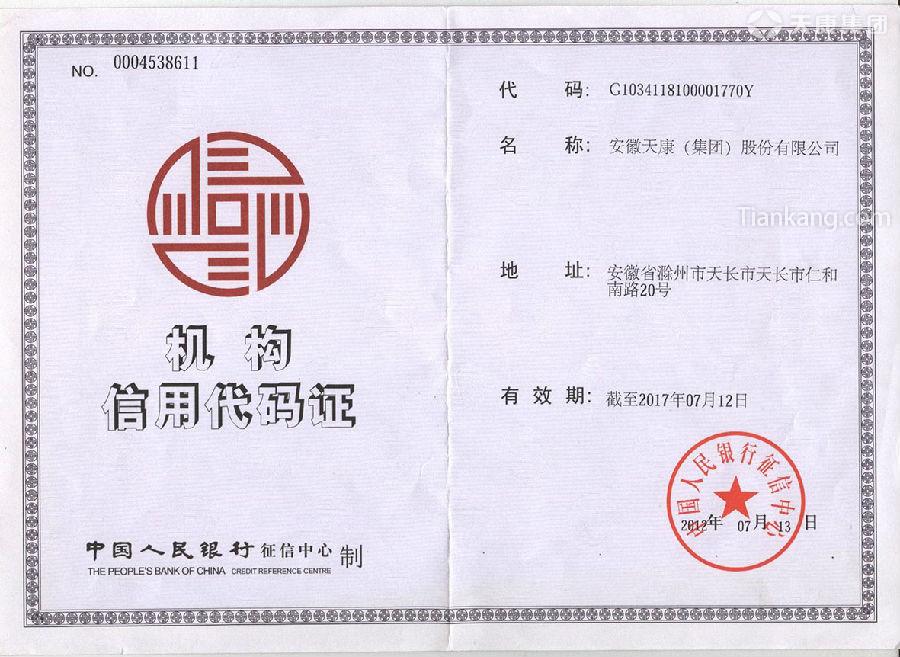 NO. 0004538611
机构
信用代码证
中国人民银行征信中心 制
THE PEOPLE'S BANK OF CHINA CREDIT REFERENCE CENTRE
天康集团
代 码: G1034118100001770Y
名 称: 安徽天康（集团）股份有限公司
Tiankang.com
地 址: 安徽省滁州市天长市天长市仁和
南路20号
有效期: 截至2017年07月12日
中国人民银行征信中心
2012年 07月 13 日